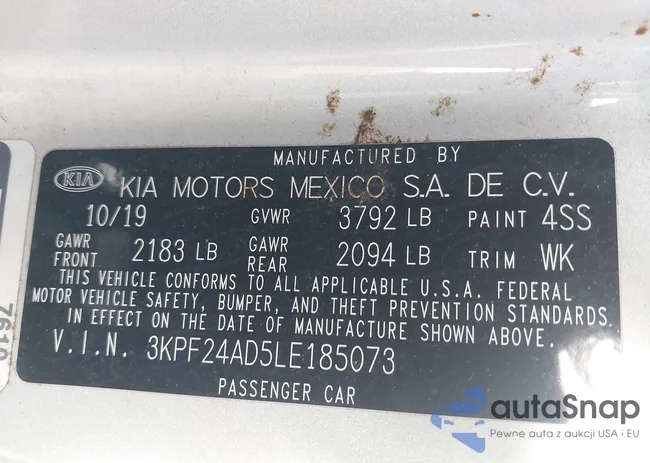 MANUFACTURED BY
KIA KIA MOTORS MEXICO S.A. DE C.V.
10/19 GVWR 3792 LB PAINT 4SS
GAWR FRONT 2183 LB GAWR REAR 2094 LB TRIM WK
THIS VEHICLE CONFORMS TO ALL APPLICABLE U.S.A. FEDERAL
MOTOR VEHICLE SAFETY, BUMPER, AND THEFT PREVENTION STANDARDS
IN EFFECT ON THE DATE OF MANUFACTURE SHOWN ABOVE.
V.I.N. 3KPF24AD5LE185073
PASSENGER CAR
autaSnap
Pewne auta z aukcji USA i EU